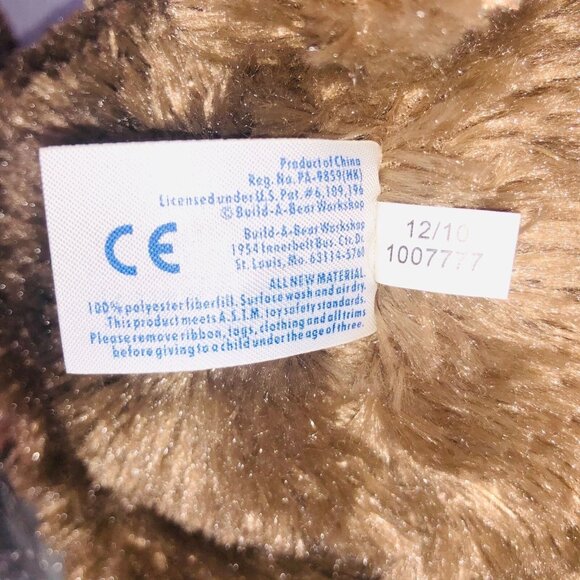 Product of China
Reg. No. PA-9859(HK)
Licensed under U.S. Pat. #6,109,196
© Build-A-Bear Workshop
Build-A-Bear Workshop
1954 Innerbelt Bus. Ctr. Dr.
St. Louis, Mo. 63114-5760
CE
ALL NEW MATERIAL
100% polyester fiberfill. Surface wash and air dry.
This product meets A.S.T.M. toy safety standards.
Please remove ribbon, tags, clothing and all trims
before giving to a child under the age of three.
12/10
1007777